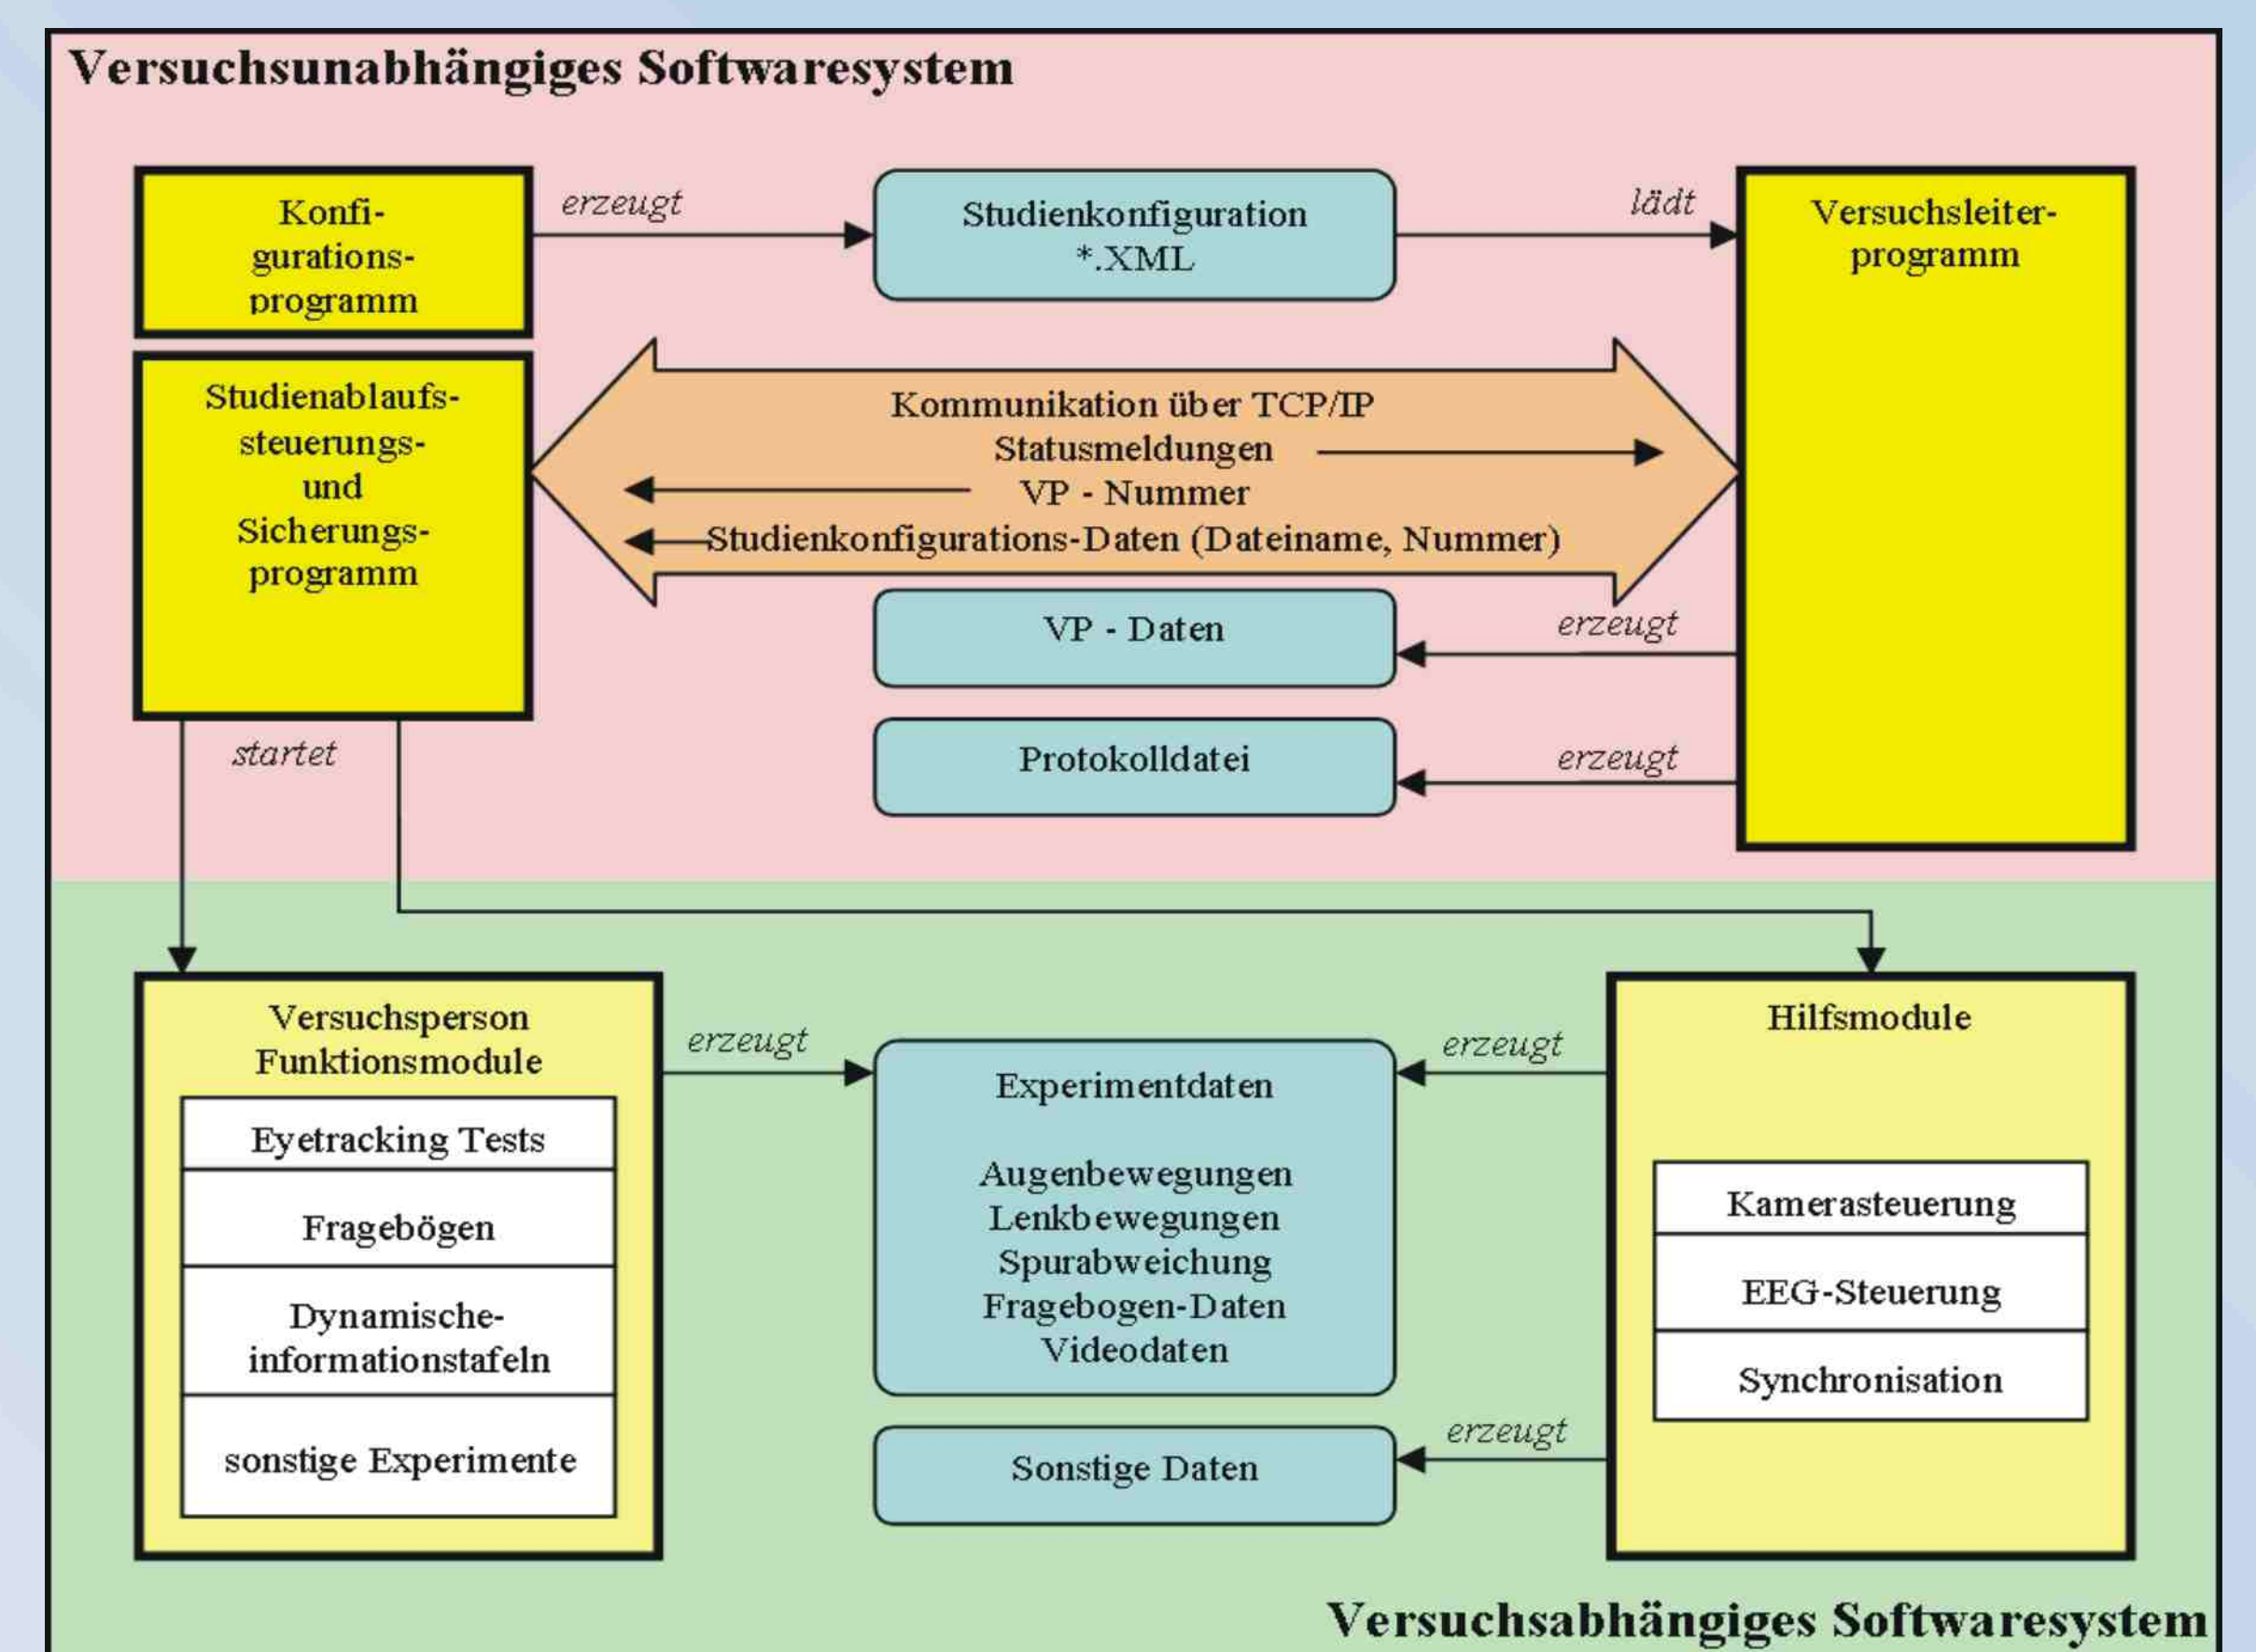 Versuchsunabhängiges Softwaresystem
Konfi-
gurations-
programm
erzeugt
Studienkonfiguration
*.XML
lädt
Versuchsleiter-
programm
Studienablaufs-
steuerungs-
und
Sicherungs-
programm
Kommunikation über TCP/IP
Statusmeldungen
VP - Nummer
Studienkonfigurations-Daten (Dateiname, Nummer)
VP - Daten
erzeugt
Protokolldatei
erzeugt
startet
Versuchsperson
Funktionsmodule
Eyetracking Tests
Fragebögen
Dynamische-
informationstafeln
sonstige Experimente
erzeugt
Experimentdaten
Augenbewegungen
Lenkbewegungen
Spurabweichung
Fragebogen-Daten
Videodaten
erzeugt
Sonstige Daten
erzeugt
Hilfsmodule
Kamerasteuerung
EEG-Steuerung
Synchronisation
Versuchsabhängiges Softwaresystem